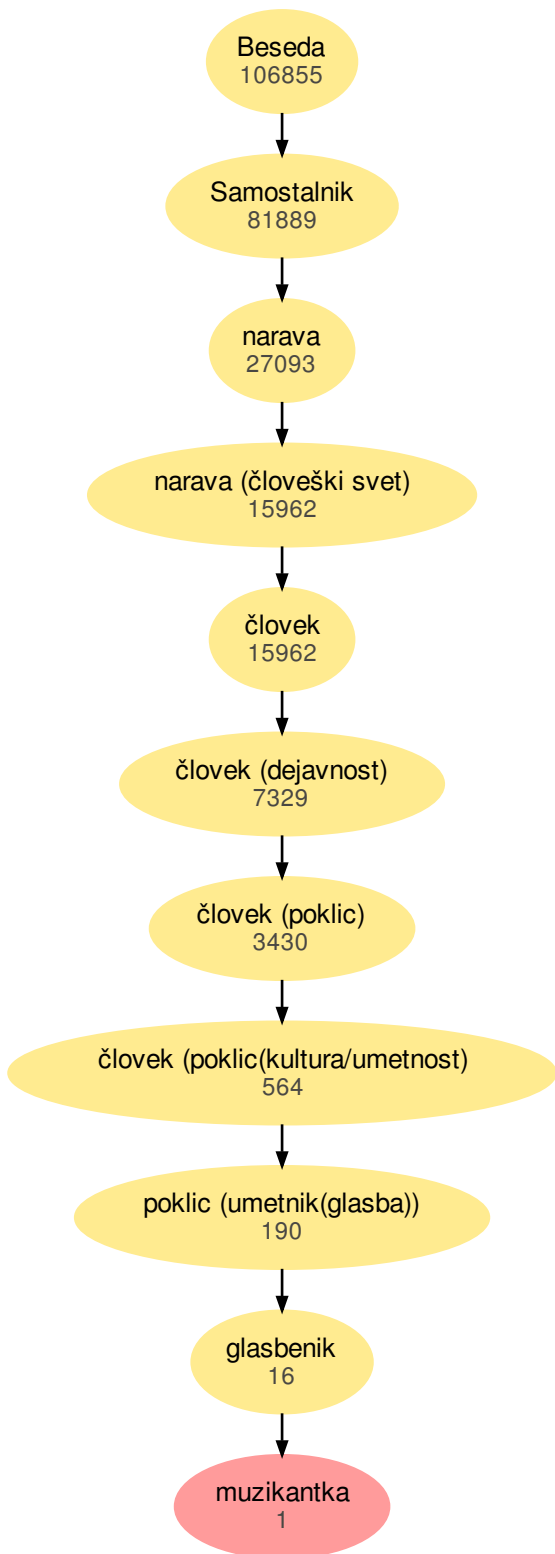 Beseda
106855
Samostalnik
81889
narava
27093
narava (človeški svet)
15962
človek
15962
človek (dejavnost)
7329
človek (poklic)
3430
človek (poklic(kultura/umetnost)
564
poklic (umetnik(glasba))
190
glasbenik
16
muzikantka
1